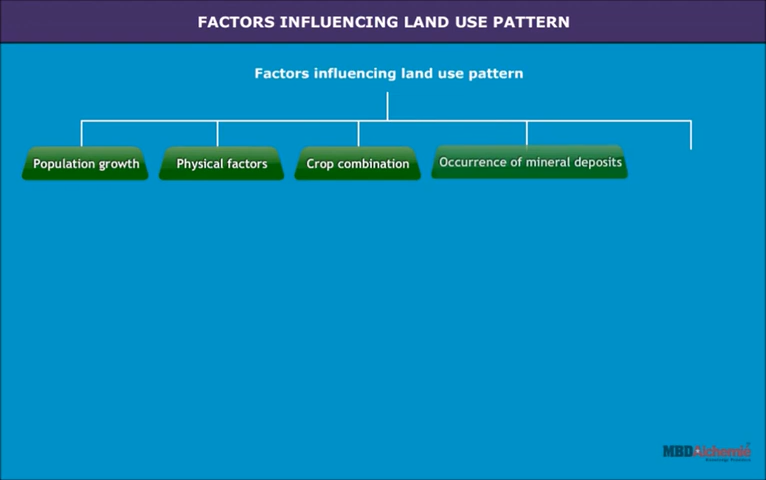 FACTORS INFLUENCING LAND USE PATTERN
Factors influencing land use pattern
Population growth
Physical factors
Crop combination
Occurrence of mineral deposits
MBDAlchemie